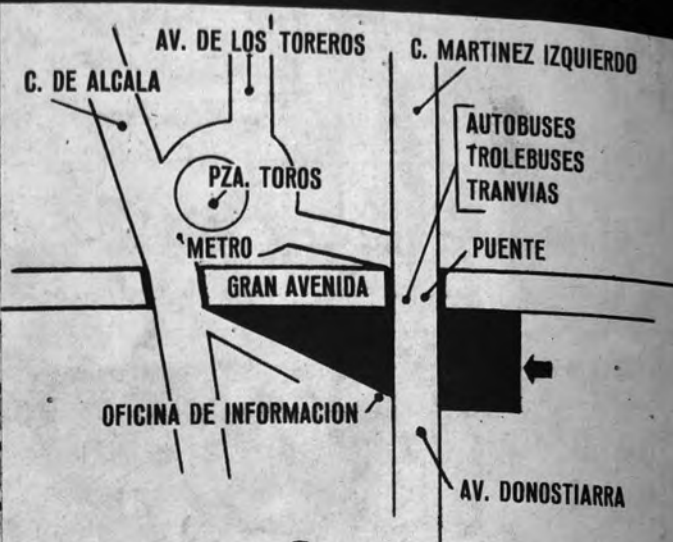 AV. DE LOS TOREROS
C. MARTINEZ IZQUIERDO
C. DE ALCALA
AUTOBUSES
TROLEBUSES
TRANVIAS
PZA. TOROS
METRO
PUENTE
GRAN AVENIDA
OFICINA DE INFORMACION
AV. DONOSTIARRA